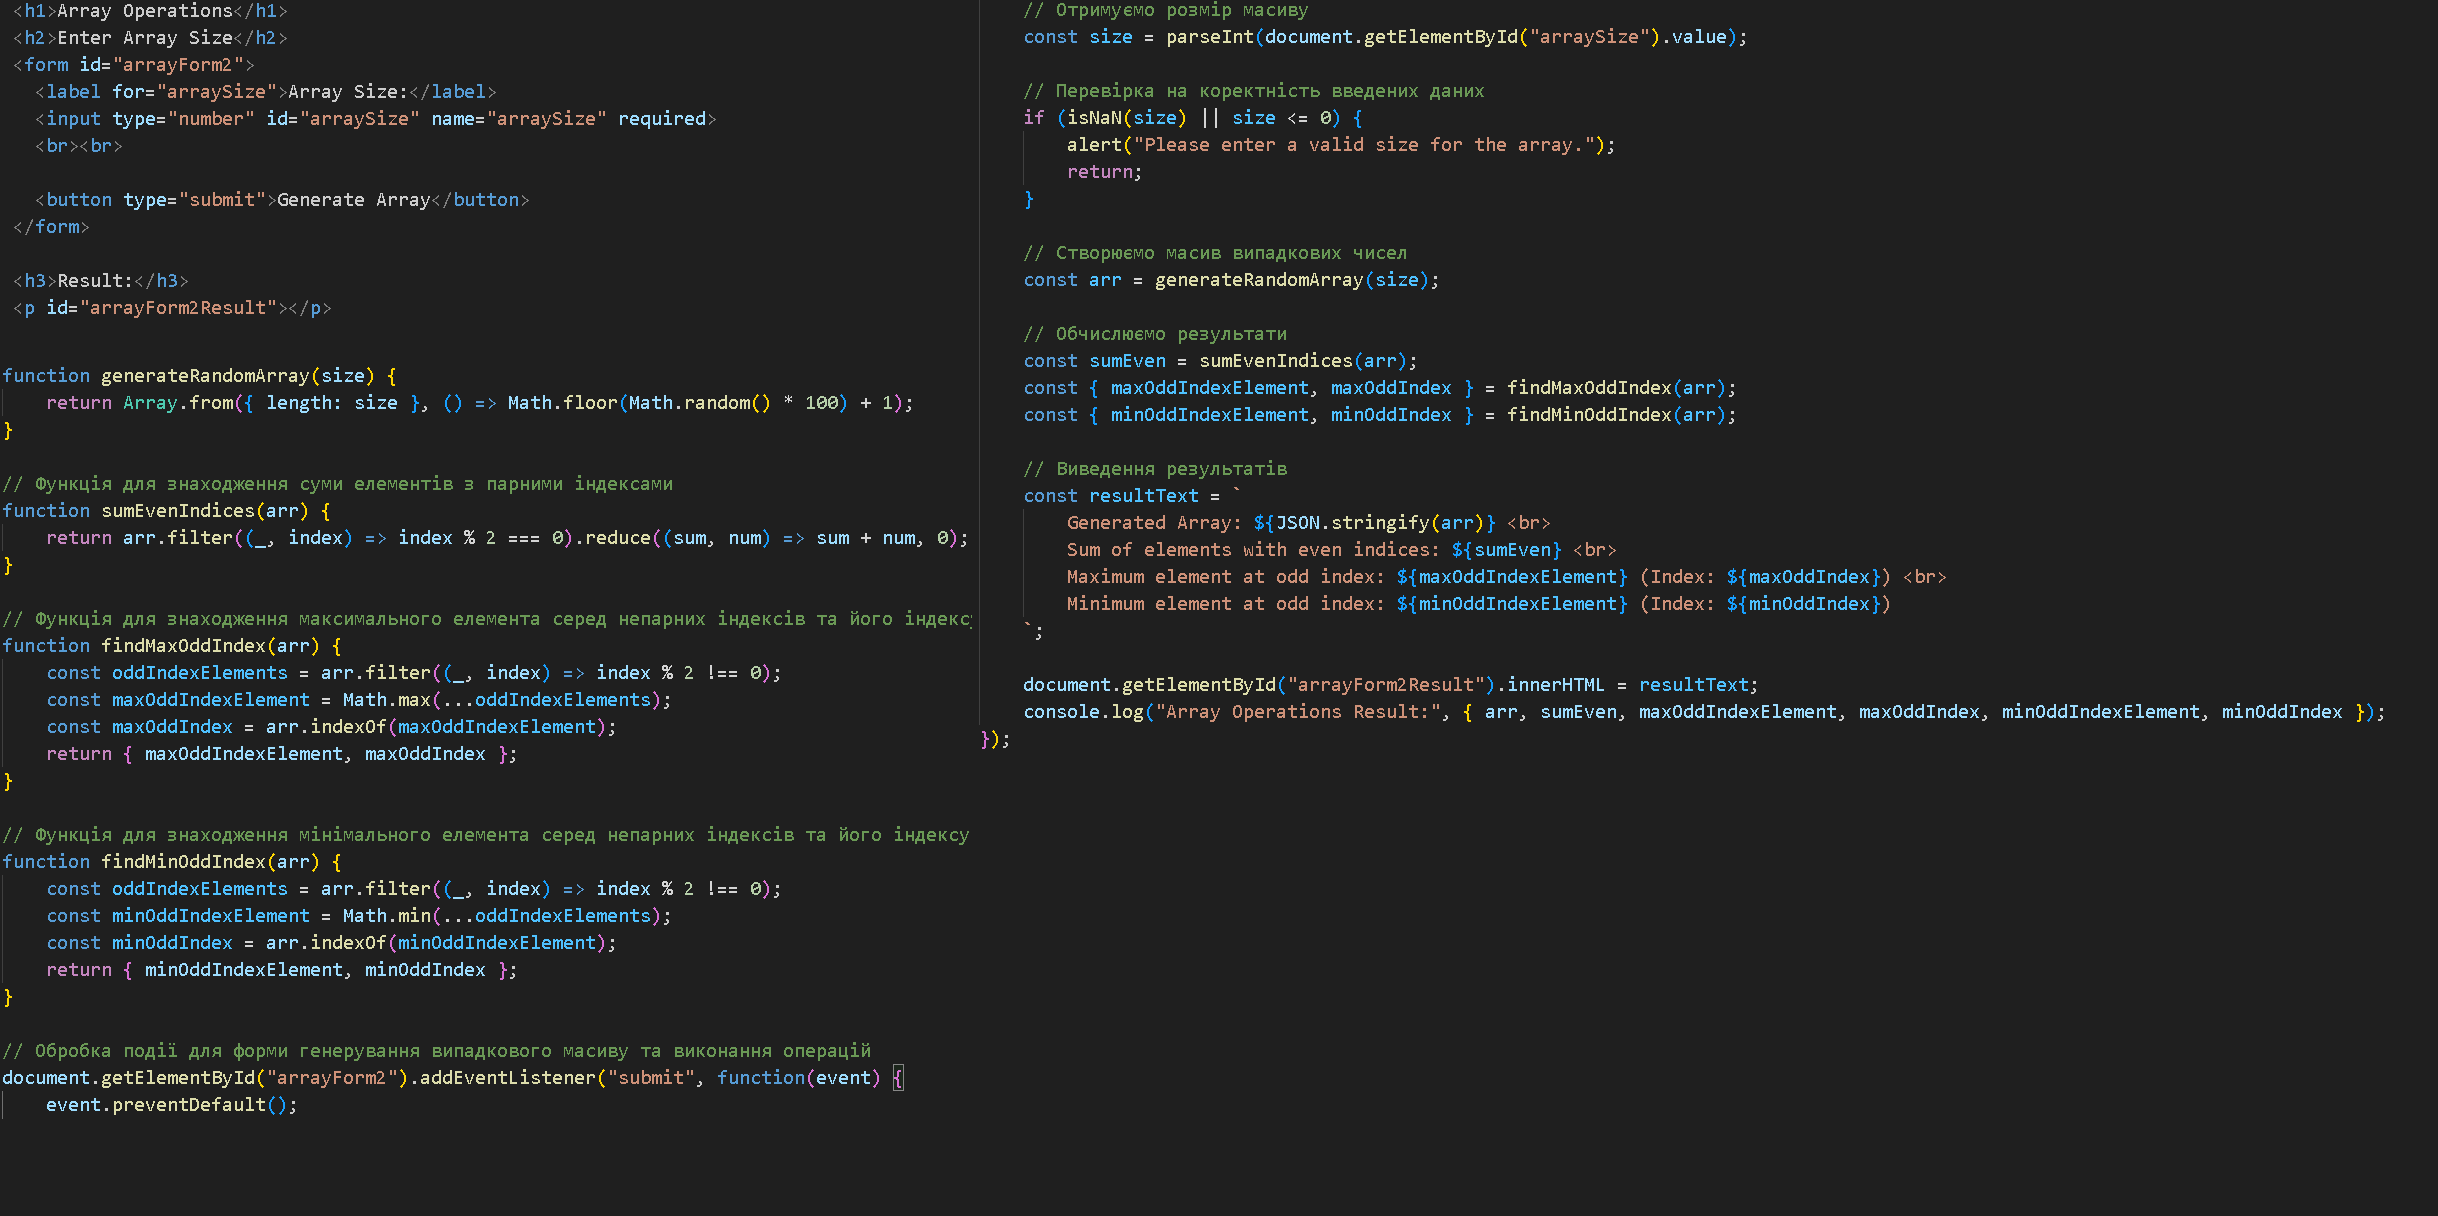 <h1>Array Operations</h1>
<h2>Enter Array Size</h2>
<form id="arrayForm2">
  <label for="arraySize">Array Size:</label>
  <input type="number" id="arraySize" name="arraySize" required>
  <br><br>

  <button type="submit">Generate Array</button>
</form>

<h3>Result:</h3>
<p id="arrayForm2Result"></p>

function generateRandomArray(size) {
    return Array.from({ length: size }, () => Math.floor(Math.random() * 100) + 1);
}

// Функція для знаходження суми елементів з парними індексами
function sumEvenIndices(arr) {
    return arr.filter((_, index) => index % 2 === 0).reduce((sum, num) => sum + num, 0);
}

// Функція для знаходження максимального елемента серед непарних індексів та його індексу
function findMaxOddIndex(arr) {
    const oddIndexElements = arr.filter((_, index) => index % 2 !== 0);
    const maxOddIndexElement = Math.max(...oddIndexElements);
    const maxOddIndex = arr.indexOf(maxOddIndexElement);
    return { maxOddIndexElement, maxOddIndex };
}

// Функція для знаходження мінімального елемента серед непарних індексів та його індексу
function findMinOddIndex(arr) {
    const oddIndexElements = arr.filter((_, index) => index % 2 !== 0);
    const minOddIndexElement = Math.min(...oddIndexElements);
    const minOddIndex = arr.indexOf(minOddIndexElement);
    return { minOddIndexElement, minOddIndex };
}

// Обробка події для форми генерування випадкового масиву та виконання операцій
document.getElementById("arrayForm2").addEventListener("submit", function(event) {
    event.preventDefault();

    // Отримуємо розмір масиву
    const size = parseInt(document.getElementById("arraySize").value);

    // Перевірка на коректність введених даних
    if (isNaN(size) || size <= 0) {
        alert("Please enter a valid size for the array.");
        return;
    }

    // Створюємо масив випадкових чисел
    const arr = generateRandomArray(size);

    // Обчислюємо результати
    const sumEven = sumEvenIndices(arr);
    const { maxOddIndexElement, maxOddIndex } = findMaxOddIndex(arr);
    const { minOddIndexElement, minOddIndex } = findMinOddIndex(arr);

    // Виведення результатів
    const resultText = `
        Generated Array: ${JSON.stringify(arr)} <br>
        Sum of elements with even indices: ${sumEven} <br>
        Maximum element at odd index: ${maxOddIndexElement} (Index: ${maxOddIndex}) <br>
        Minimum element at odd index: ${minOddIndexElement} (Index: ${minOddIndex})
    `;

    document.getElementById("arrayForm2Result").innerHTML = resultText;
    console.log("Array Operations Result:", { arr, sumEven, maxOddIndexElement, maxOddIndex, minOddIndexElement, minOddIndex });
});